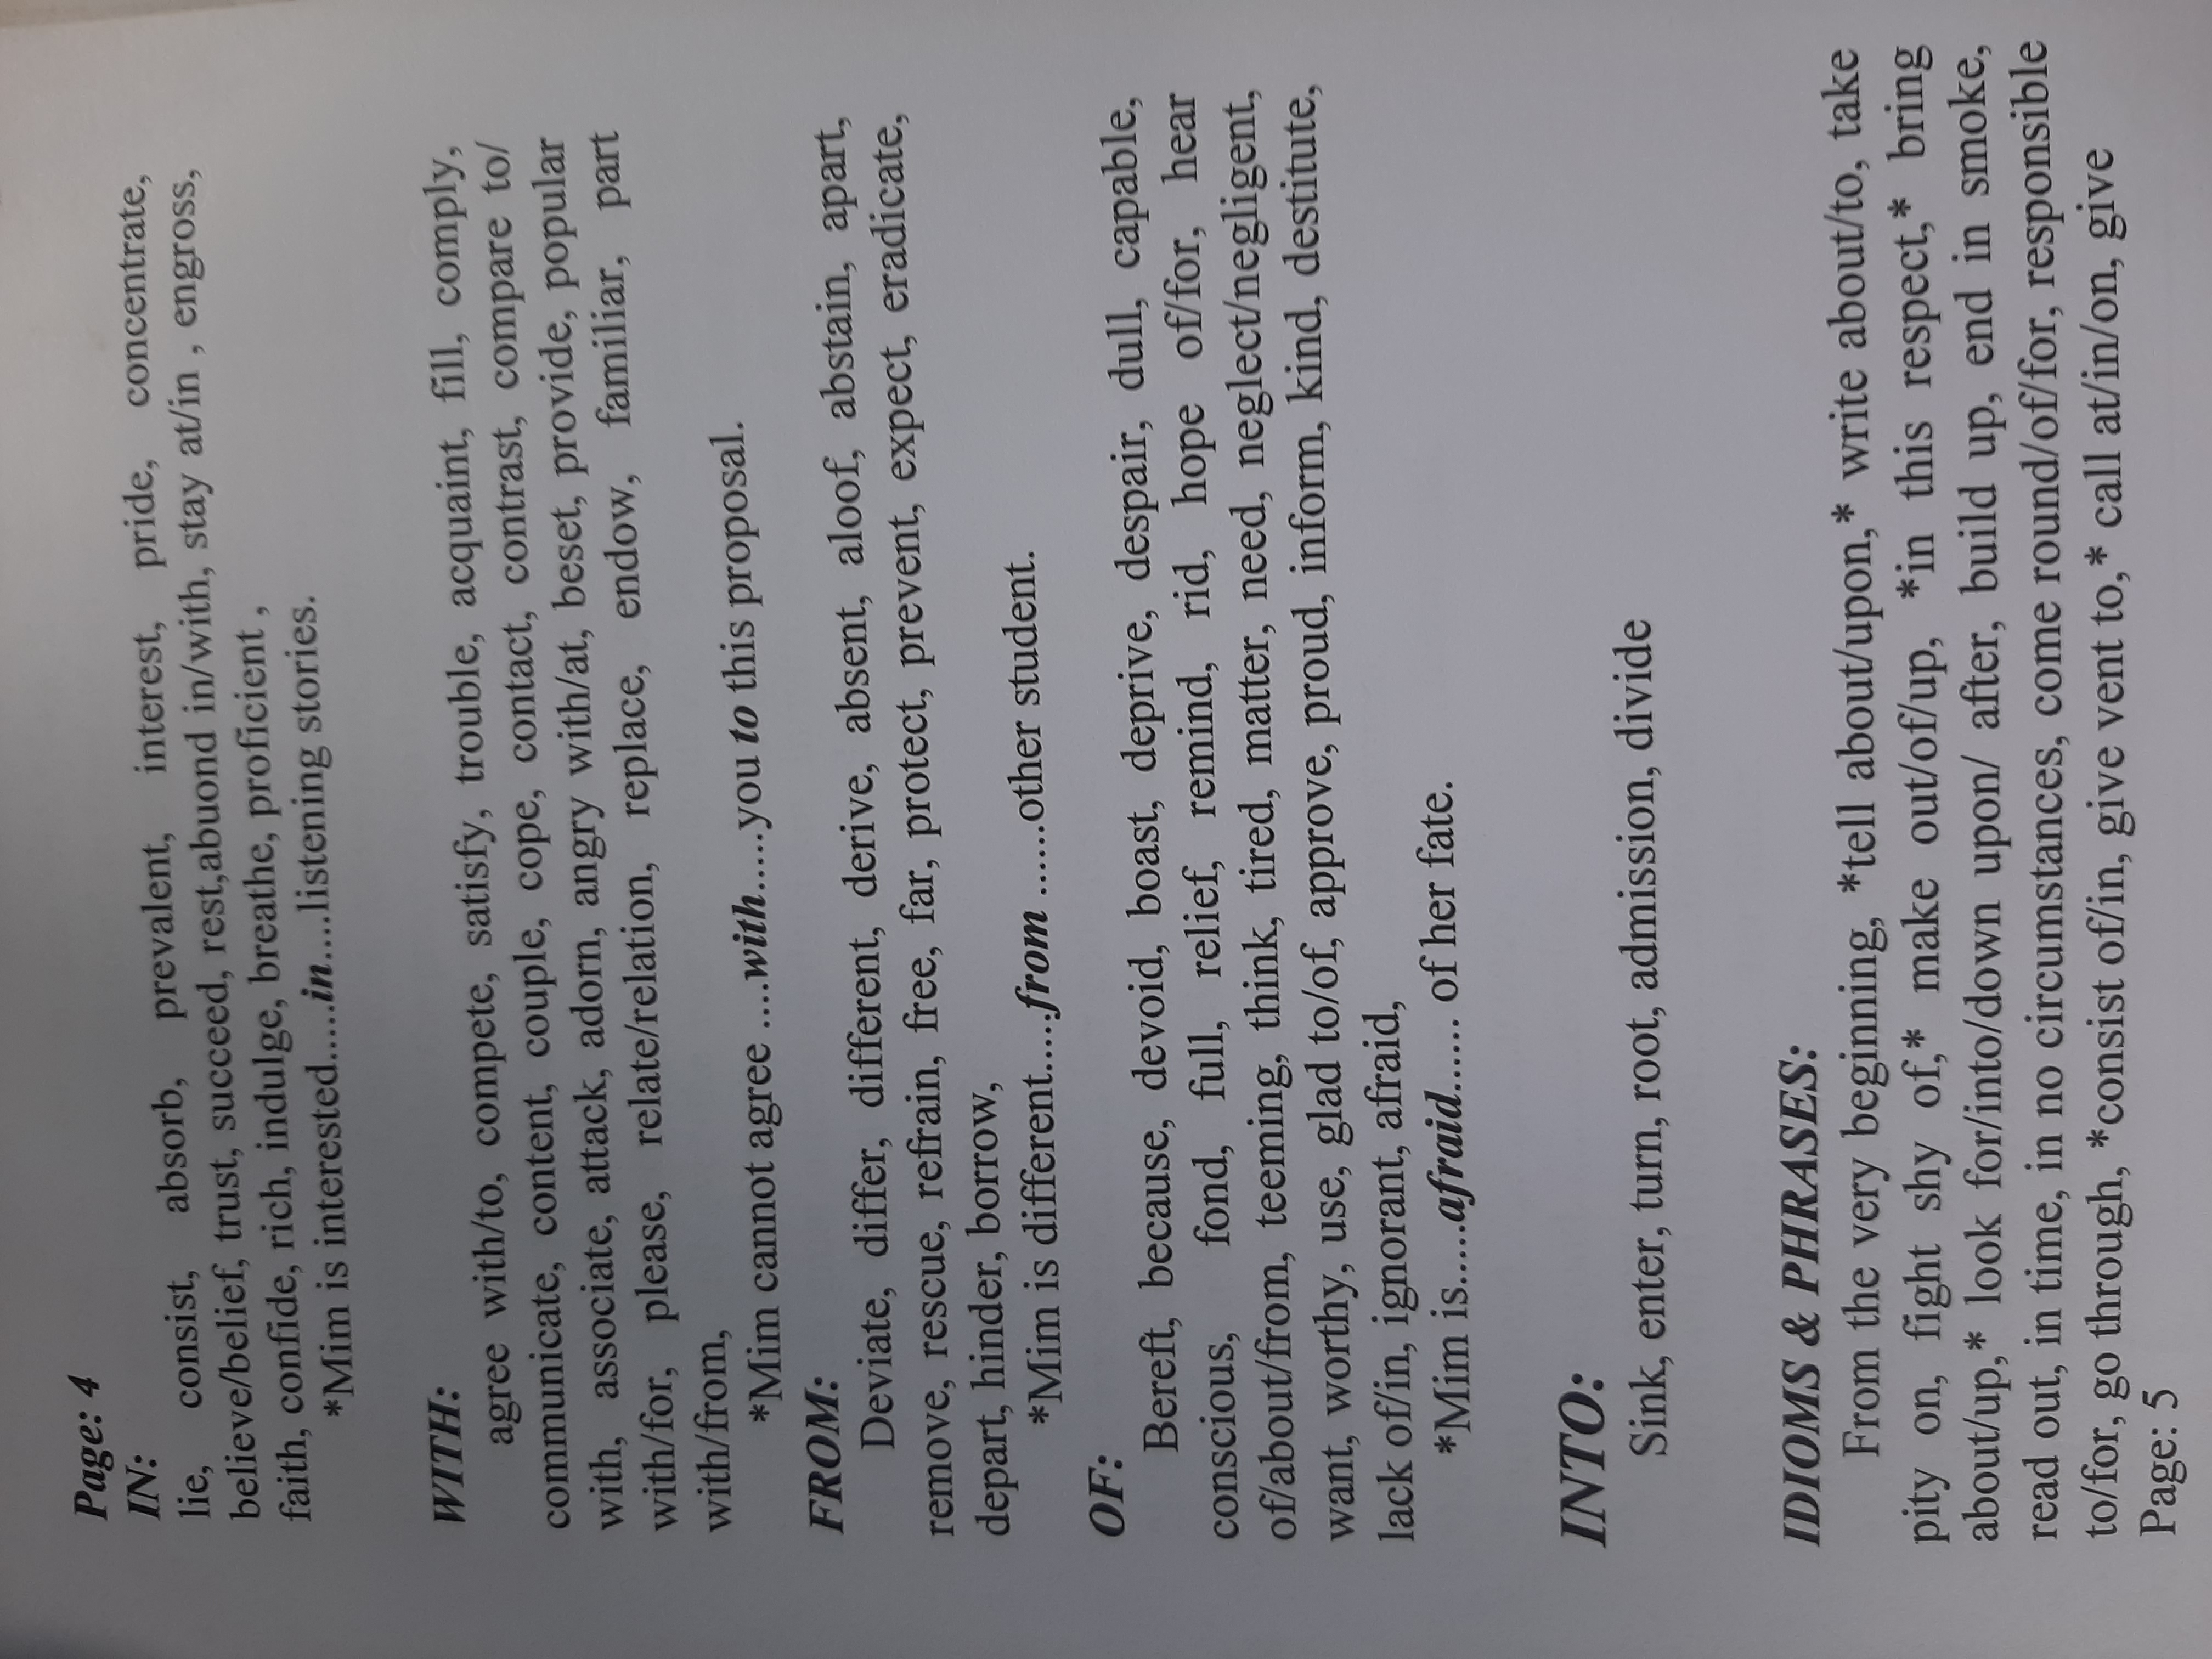 Page: 4
IN:
lie, consist, absorb, prevalent, interest, pride, concentrate,
believe/belief, trust, succeed, rest,abuond in/with, stay at/in , engross,
faith, confide, rich, indulge, breathe, proficient ,
*Mim is interested.....in....listening stories.
WITH:
agree with/to, compete, satisfy, trouble, acquaint, fill, comply,
communicate, content, couple, cope, contact, contrast, compare to/
with, associate, attack, adorn, angry with/at, beset, provide, popular
with/for, please, relate/relation, replace, endow, familiar, part
with/from,
*Mim cannot agree ....with.....you to this proposal.
FROM:
Deviate, differ, different, derive, absent, aloof, abstain, apart,
remove, rescue, refrain, free, far, protect, prevent, expect, eradicate,
depart, hinder, borrow,
*Mim is different.....from ......other student.
OF:
Bereft, because, devoid, boast, deprive, despair, dull, capable,
conscious, fond, full, relief, remind, rid, hope of/for, hear
of/about/from, teeming, think, tired, matter, need, neglect/negligent,
want, worthy, use, glad to/of, approve, proud, inform, kind, destitute,
lack of/in, ignorant, afraid,
*Mim is.....afraid...... of her fate.
INTO:
Sink, enter, turn, root, admission, divide
IDIOMS & PHRASES:
From the very beginning, *tell about/upon,* write about/to, take
pity on, fight shy of,* make out/of/up, *in this respect,* bring
about/up,* look for/into/down upon/ after, build up, end in smoke,
read out, in time, in no circumstances, come round/of/for, responsible
to/for, go through, *consist of/in, give vent to,* call at/in/on, give
Page: 5